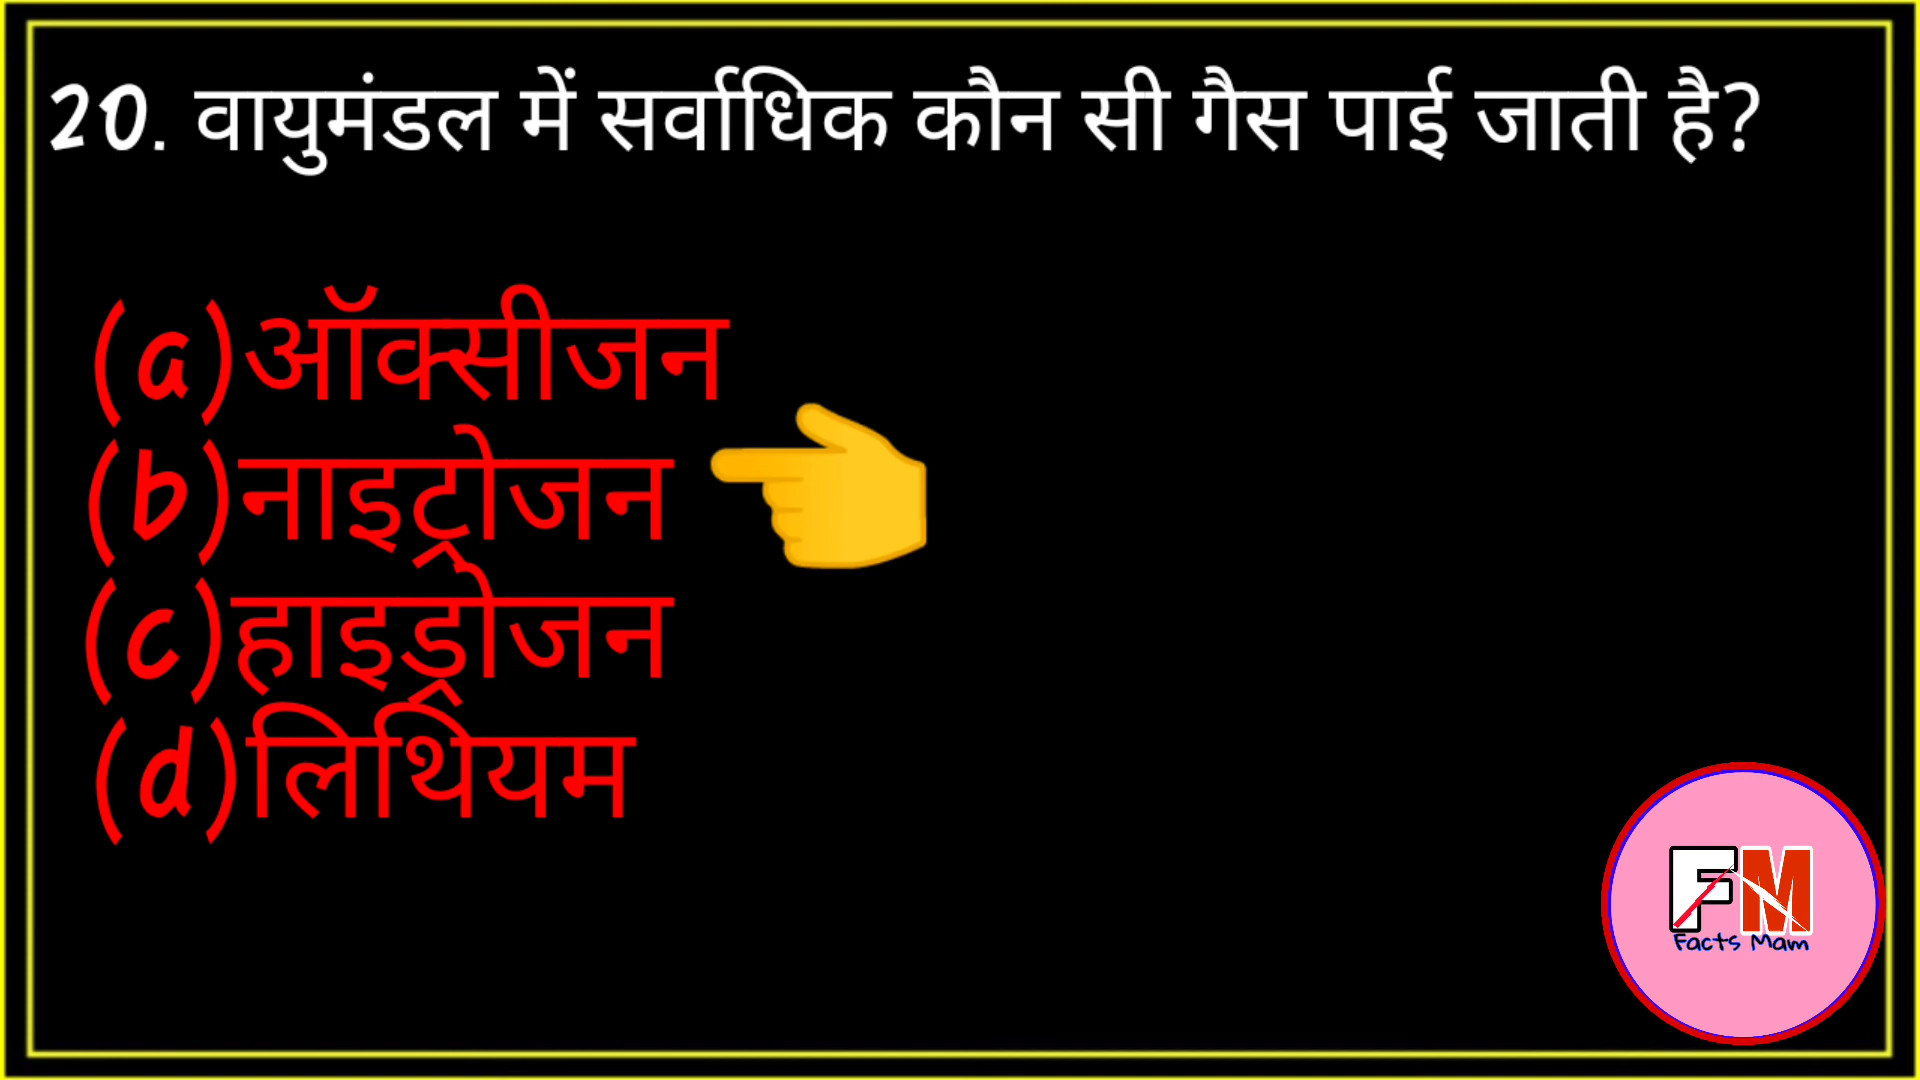 20. वायुमंडल में सर्वाधिक कौन सी गैस पाई जाती है?
(a)ऑक्सीजन
(b)नाइट्रोजन
(c)हाइड्रोजन
(d)लिथियम
FM
Facts Mam